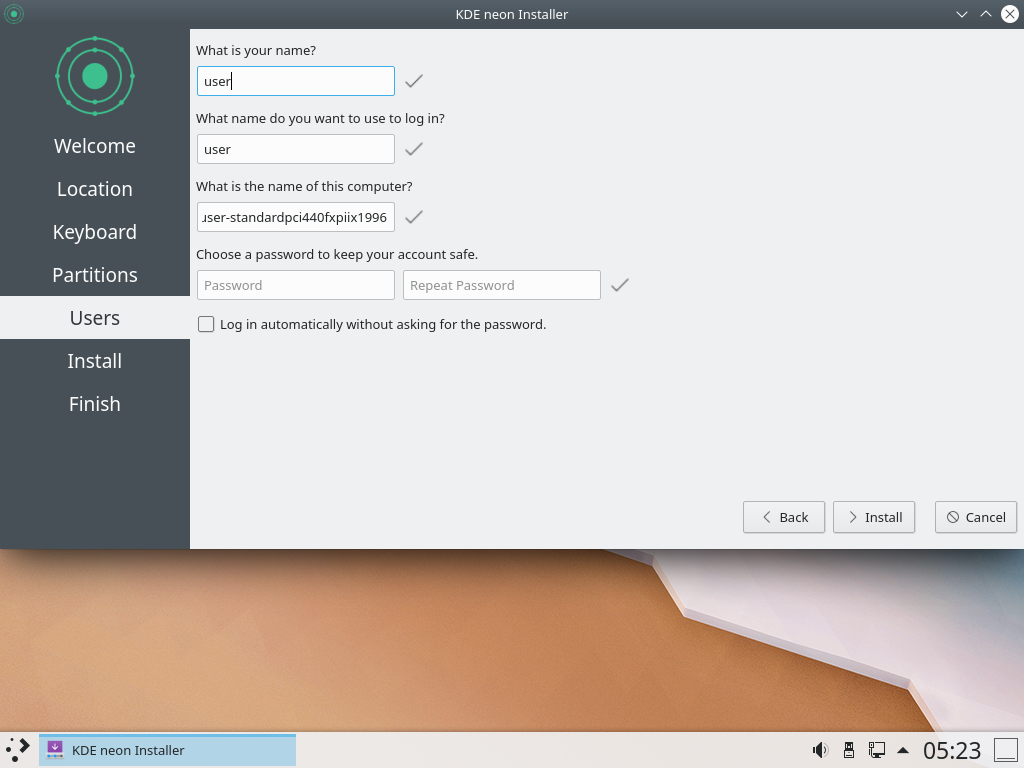 KDE neon Installer
Welcome
Location
Keyboard
Partitions
Users
Install
Finish
What is your name?
user
What name do you want to use to log in?
user
What is the name of this computer?
user-standardpci440fxpiix1996
Choose a password to keep your account safe.
Password Repeat Password
Log in automatically without asking for the password.
Back Install Cancel
KDE neon Installer 05:23